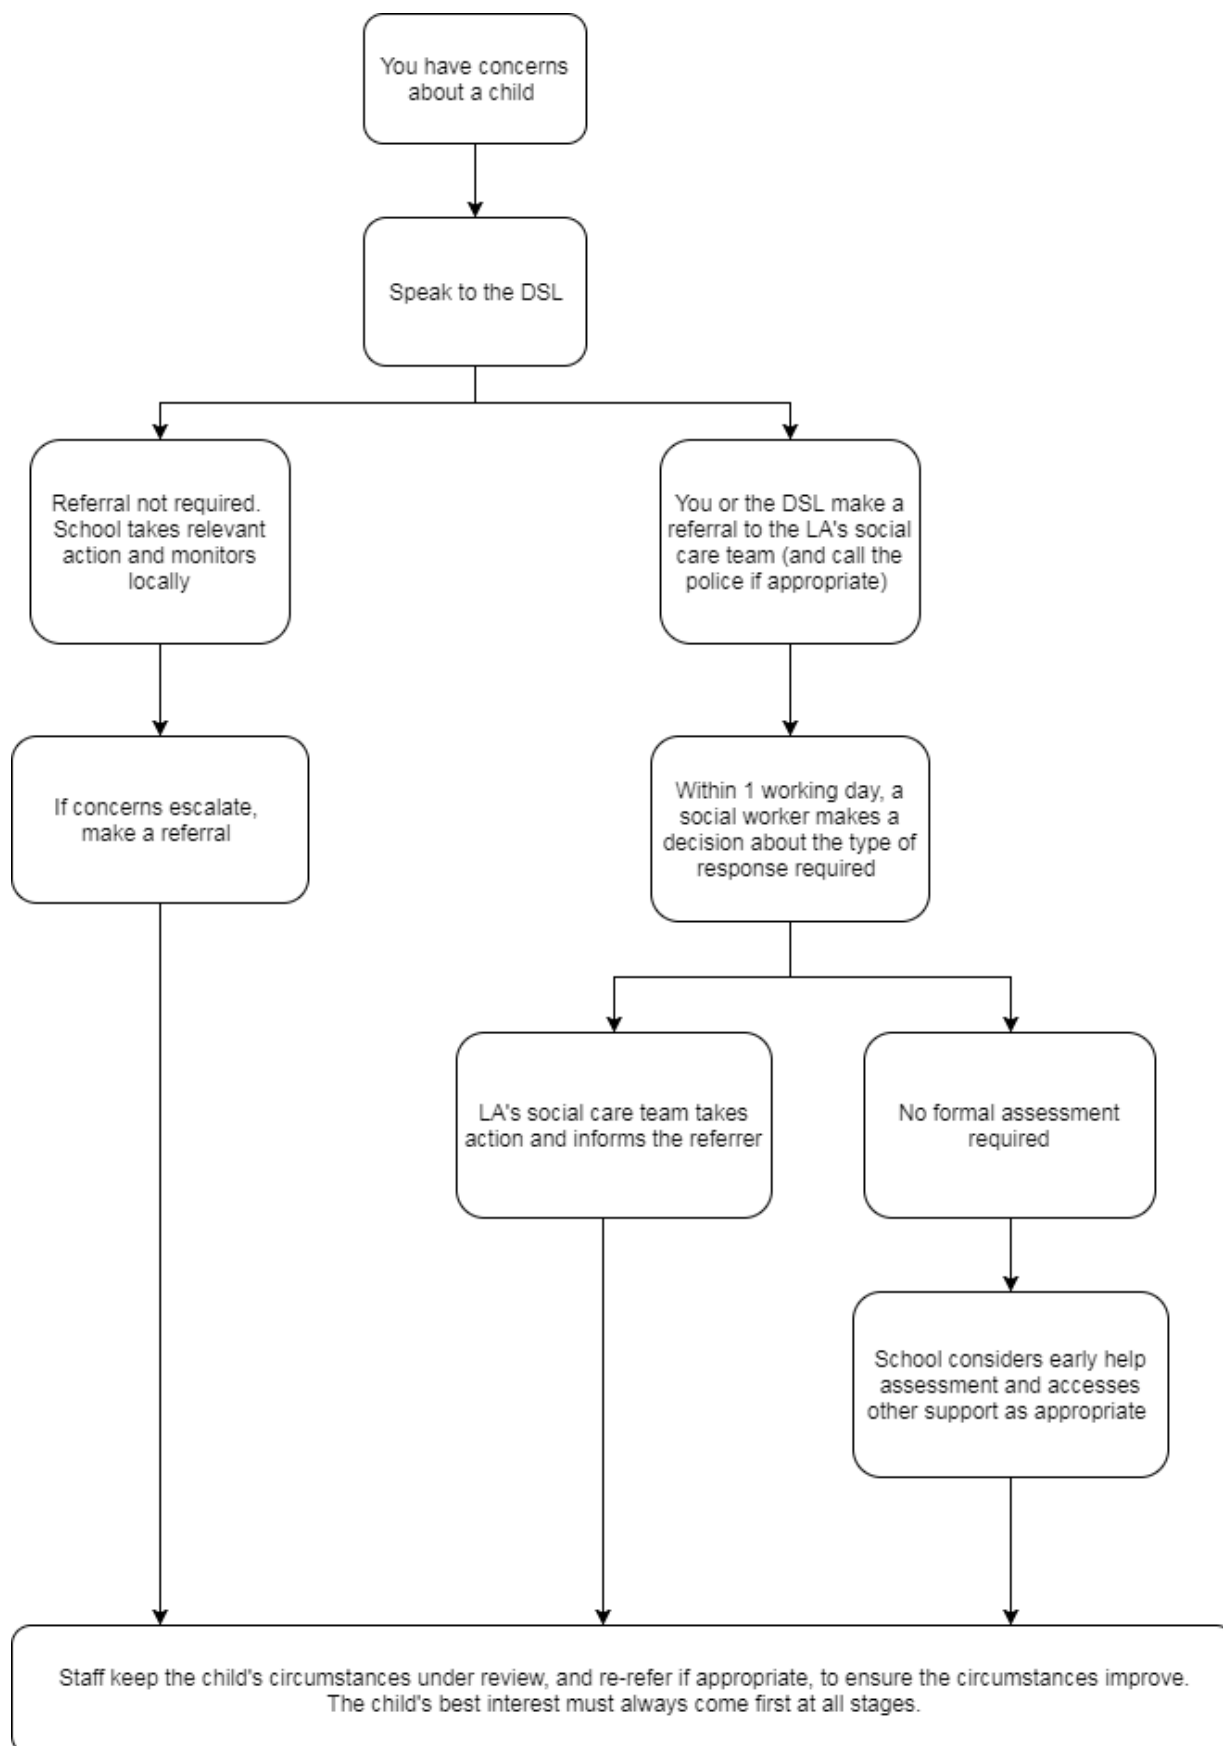 You have concerns
about a child
Speak to the DSL
Referral not required.
School takes relevant
action and monitors
locally
You or the DSL make a
referral to the LA's social
care team (and call the
police if appropriate)
If concerns escalate,
make a referral
Within 1 working day, a
social worker makes a
decision about the type of
response required
LA's social care team takes
action and informs the referrer
No formal assessment
required
School considers early help
assessment and accesses
other support as appropriate
Staff keep the child's circumstances under review, and re-refer if appropriate, to ensure the circumstances improve.
The child's best interest must always come first at all stages.